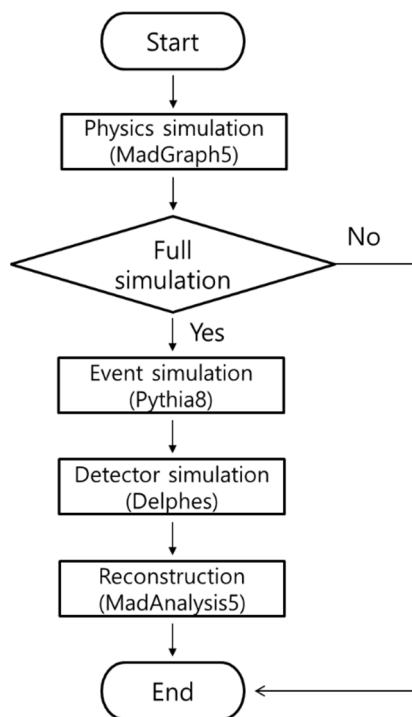 Start
Physics simulation
(MadGraph5)
Full
simulation
No
Yes
Event simulation
(Pythia8)
Detector simulation
(Delphes)
Reconstruction
(MadAnalysis5)
End